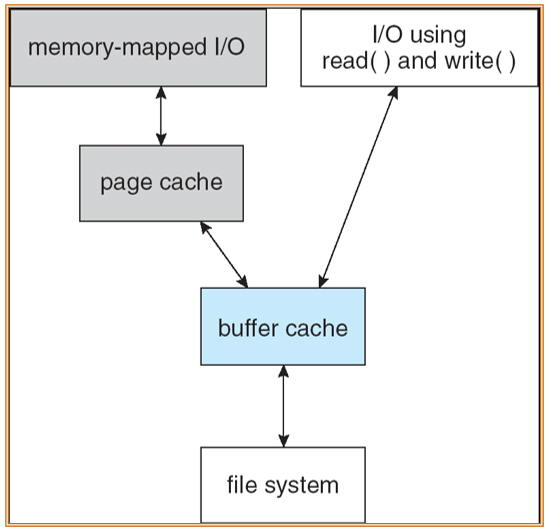 memory-mapped I/O
I/O using
read( ) and write( )
page cache
buffer cache
file system